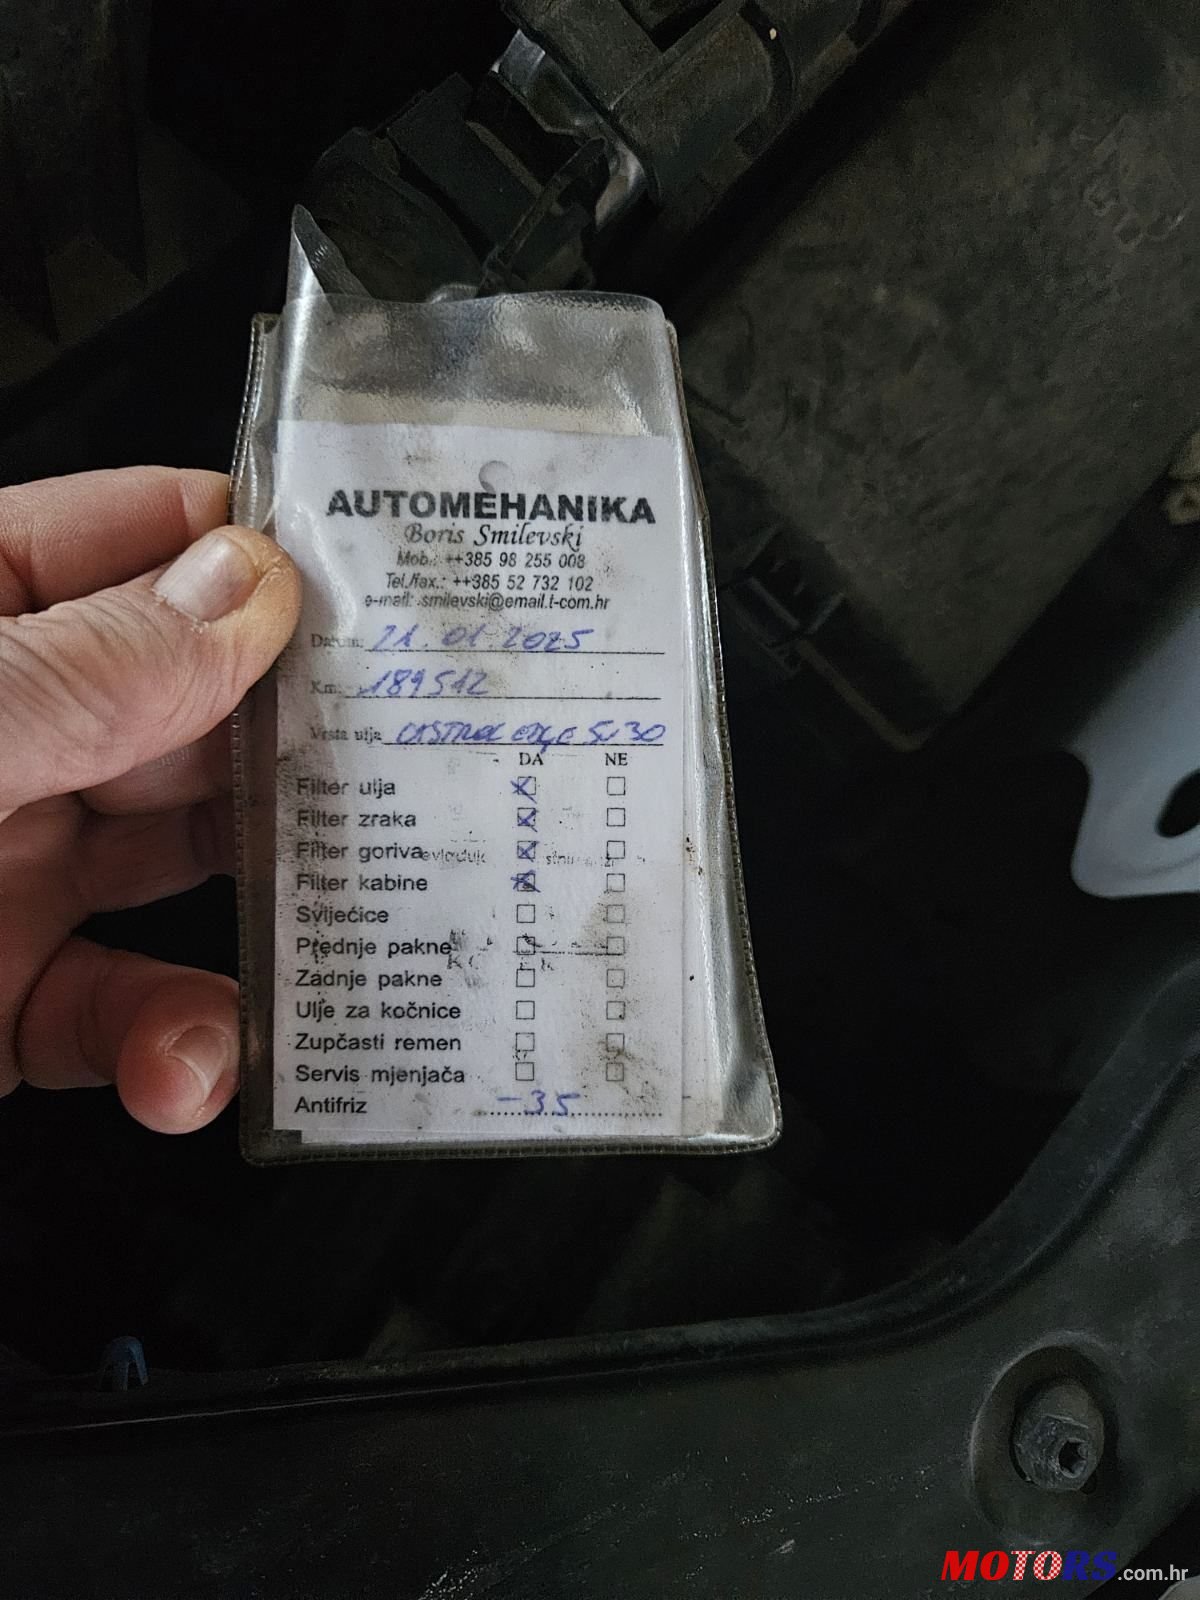 AUTOMEHANIKA
Boris Smilevski
Mob.: ++385 98 255 008
Tel./fax.: ++385 52 732 102
e-mail: smilevski@email.t-com.hr
Datum: 21. 01 2025
Km: 189512
Vrsta ulja CASTROL EDGE 5w30
DA NE
Filter ulja
Filter zraka
Filter goriva
Filter kabine
Svijećice
Prednje pakne
Zadnje pakne
Ulje za kočnice
Zupčasti remen
Servis mjenjača
Antifriz -35
MOTORS.com.hr